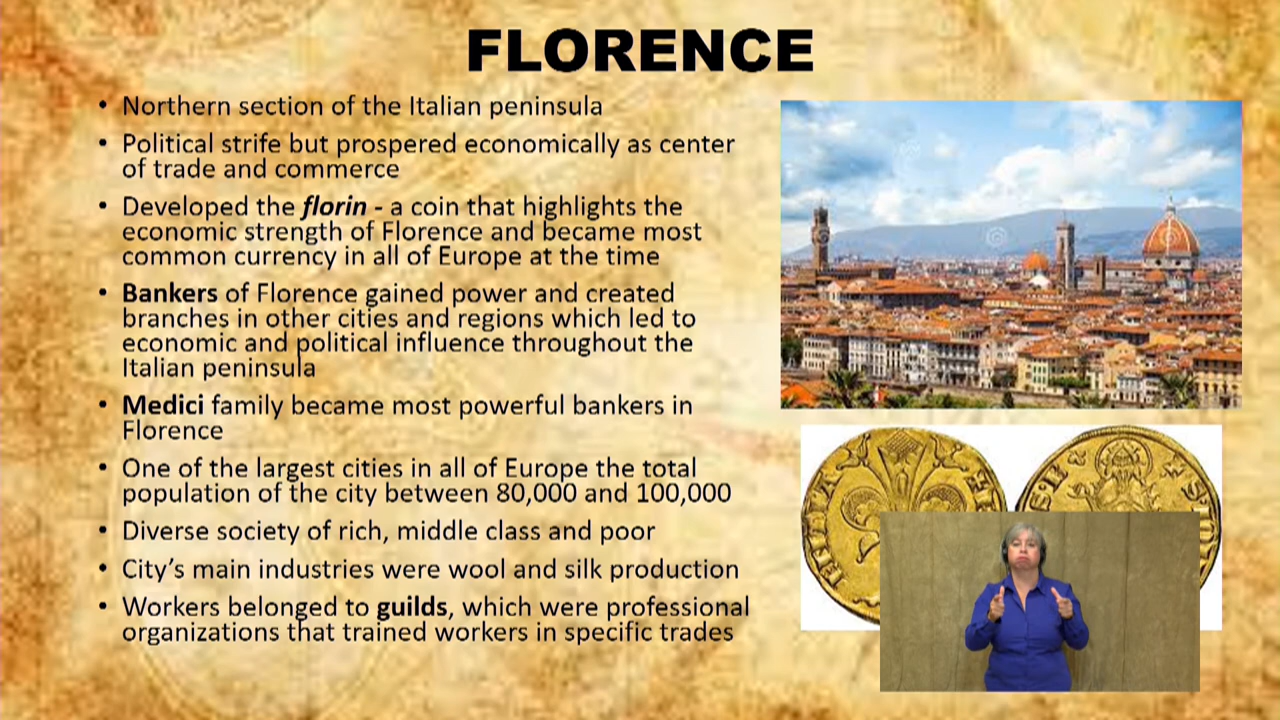 FLORENCE
• Northern section of the Italian peninsula
• Political strife but prospered economically as center
of trade and commerce
• Developed the florin - a coin that highlights the
economic strength of Florence and became most
common currency in all of Europe at the time
• Bankers of Florence gained power and created
branches in other cities and regions which led to
economic and political influence throughout the
Italian peninsula
• Medici family became most powerful bankers in
Florence
• One of the largest cities in all of Europe the total
population of the city between 80,000 and 100,000
• Diverse society of rich, middle class and poor
• City’s main industries were wool and silk production
• Workers belonged to guilds, which were professional
organizations that trained workers in specific trades